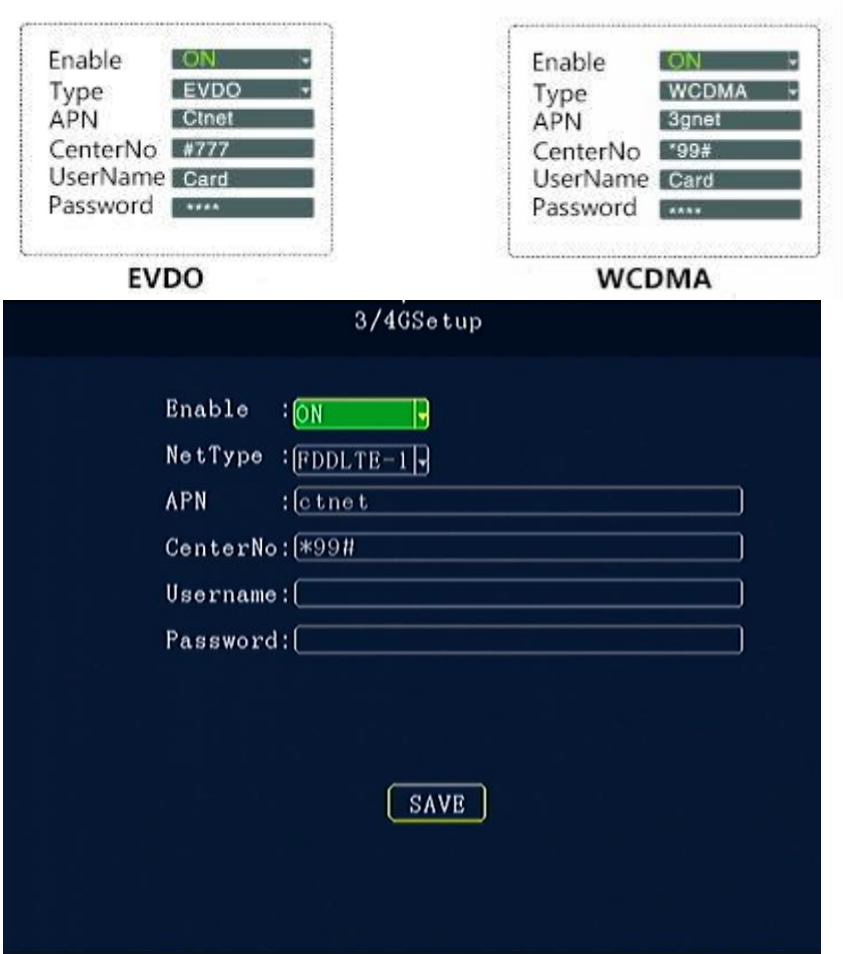 Enable ON
Type EVDO
APN Ctnet
CenterNo #777
UserName Card
Password ****
EVDO
Enable ON
Type WCDMA
APN 3gnet
CenterNo *99#
UserName Card
Password ****
WCDMA
3/4GSetup
Enable :ON
NetType :FDDLTE-1
APN :ctnet
CenterNo:*99#
Username:
Password:
SAVE